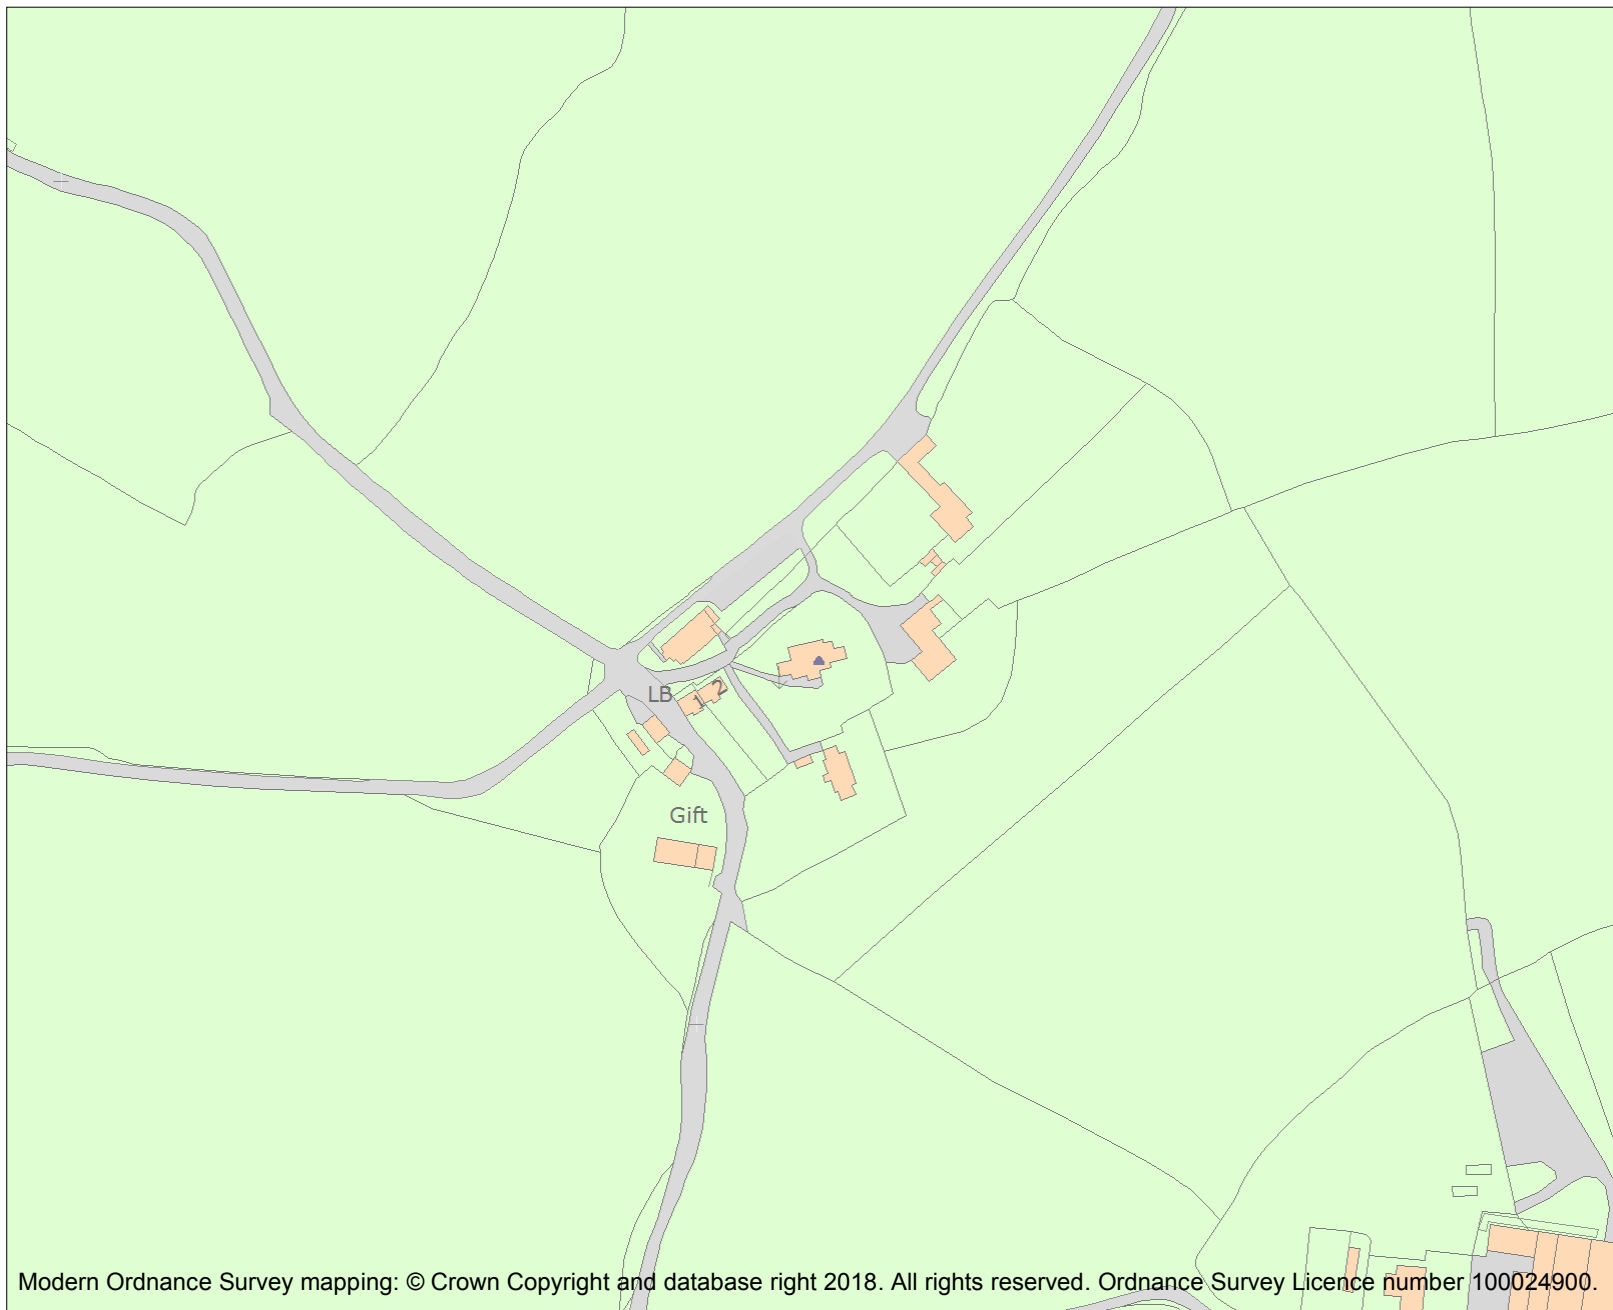 LB
1
2
Gift
Modern Ordnance Survey mapping: © Crown Copyright and database right 2018. All rights reserved. Ordnance Survey Licence number 100024900.